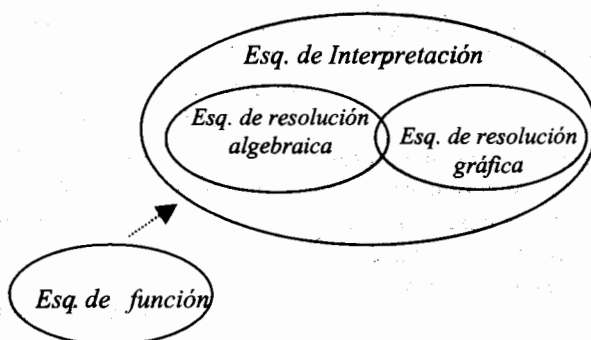 Esq. de Interpretación
Esq. de resolución
algebraica
Esq. de resolución
gráfica
Esq. de función